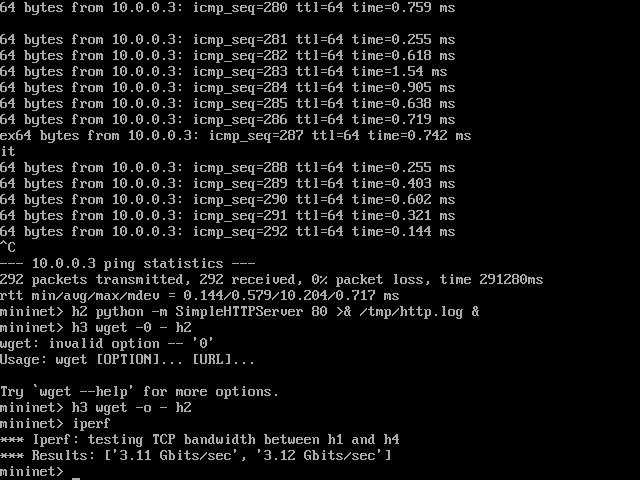 64 bytes from 10.0.0.3: icmp_seq=280 ttl=64 time=0.759 ms
64 bytes from 10.0.0.3: icmp_seq=281 ttl=64 time=0.255 ms
64 bytes from 10.0.0.3: icmp_seq=282 ttl=64 time=0.618 ms
64 bytes from 10.0.0.3: icmp_seq=283 ttl=64 time=1.54 ms
64 bytes from 10.0.0.3: icmp_seq=284 ttl=64 time=0.905 ms
64 bytes from 10.0.0.3: icmp_seq=285 ttl=64 time=0.638 ms
64 bytes from 10.0.0.3: icmp_seq=286 ttl=64 time=0.719 ms
ex64 bytes from 10.0.0.3: icmp_seq=287 ttl=64 time=0.742 ms
it
64 bytes from 10.0.0.3: icmp_seq=288 ttl=64 time=0.255 ms
64 bytes from 10.0.0.3: icmp_seq=289 ttl=64 time=0.403 ms
64 bytes from 10.0.0.3: icmp_seq=290 ttl=64 time=0.602 ms
64 bytes from 10.0.0.3: icmp_seq=291 ttl=64 time=0.321 ms
64 bytes from 10.0.0.3: icmp_seq=292 ttl=64 time=0.144 ms
^C
--- 10.0.0.3 ping statistics ---
292 packets transmitted, 292 received, 0% packet loss, time 291280ms
rtt min/avg/max/mdev = 0.144/0.579/10.204/0.717 ms
mininet> h2 python -m SimpleHTTPServer 80 >& /tmp/http.log &
mininet> h3 wget -0 - h2
wget: invalid option -- '0'
Usage: wget [OPTION]... [URL]...
Try `wget --help' for more options.
mininet> h3 wget -o - h2
mininet> iperf
*** Iperf: testing TCP bandwidth between h1 and h4
*** Results: ['3.11 Gbits/sec', '3.12 Gbits/sec']
mininet> _